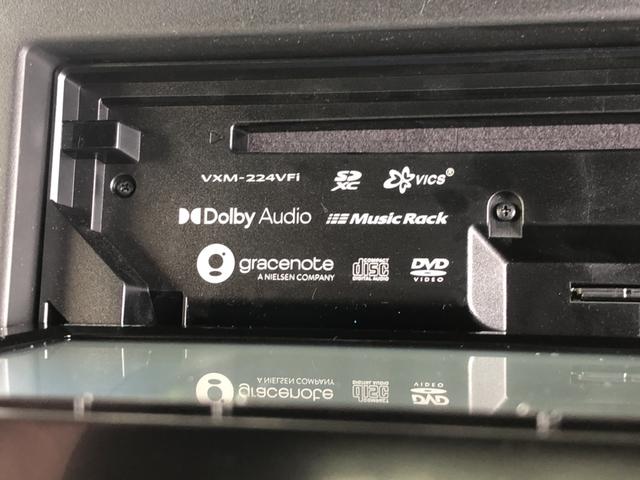 VXM-224VFi SD XC VICS®
Dolby Audio Music Rack
gracenote COMPACT disc DVD
A NIELSEN COMPANY DIGITAL AUDIO VIDEO